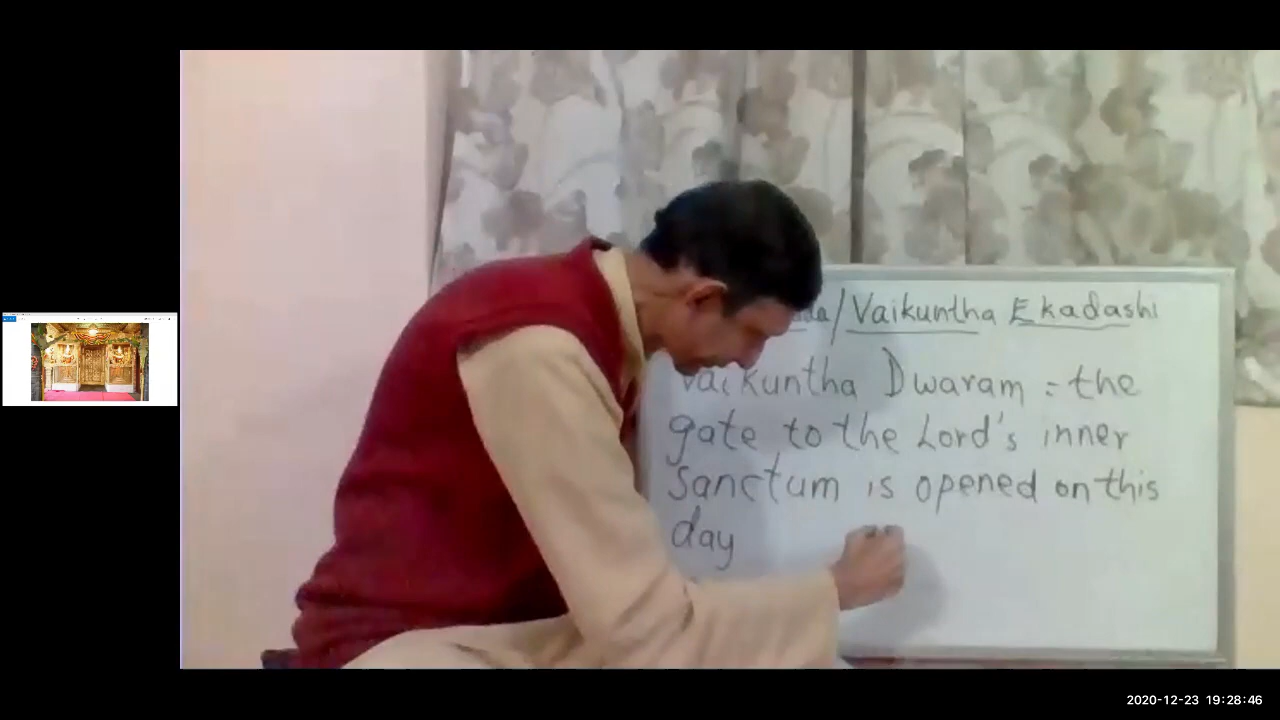 /Vaikuntha Ekadashi
Vaikuntha Dwaram = the
gate to the Lord's inner
sanctum is opened on this
day
2020-12-23 19:28:46